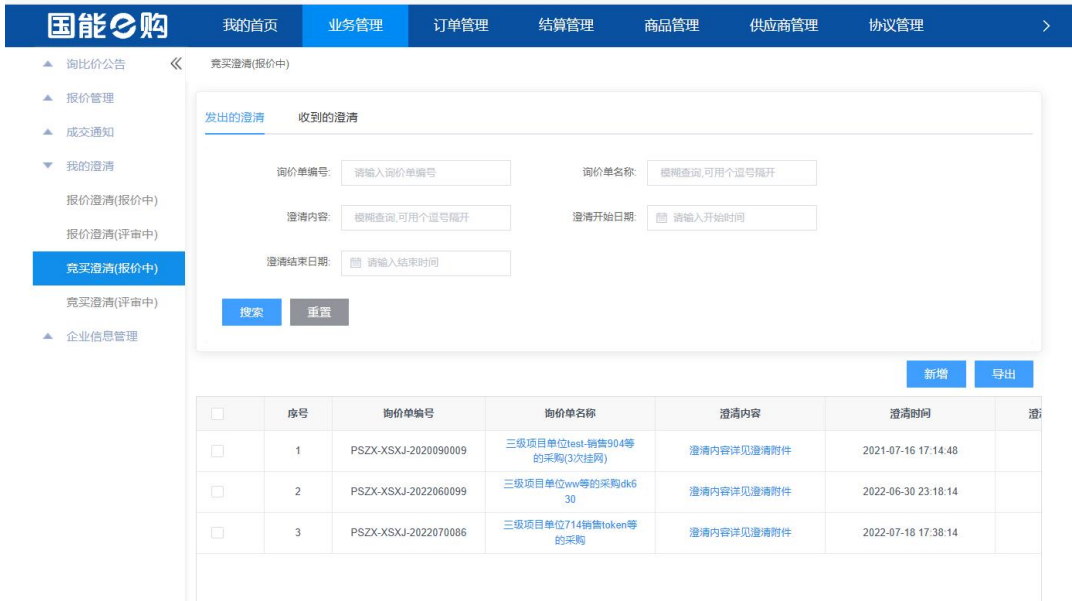 国能e购
我的首页 业务管理 订单管理 结算管理 商品管理 供应商管理 协议管理
询比价公告
报价管理
成交通知
我的澄清
报价澄清(报价中)
报价澄清(评审中)
竞买澄清(报价中)
竞买澄清(评审中)
企业信息管理
竞买澄清(报价中)
发出的澄清 收到的澄清
询价单编号: 请输入询价单编号 询价单名称: 模糊查询,可用个逗号隔开
澄清内容: 模糊查询,可用个逗号隔开 澄清开始日期: 请输入开始时间
澄清结束日期: 请输入结束时间
搜索 重置
新增 导出
序号 询价单编号 询价单名称 澄清内容 澄清时间
1 PSZX-XSXJ-2020090009 三级项目单位test-销售904等 澄清内容详见澄清附件 2021-07-16 17:14:48
的采购(3次挂网)
2 PSZX-XSXJ-2022060099 三级项目单位ww等的采购dk6 澄清内容详见澄清附件 2022-06-30 23:18:14
30
3 PSZX-XSXJ-2022070086 三级项目单位714销售token等 澄清内容详见澄清附件 2022-07-18 17:38:14
的采购